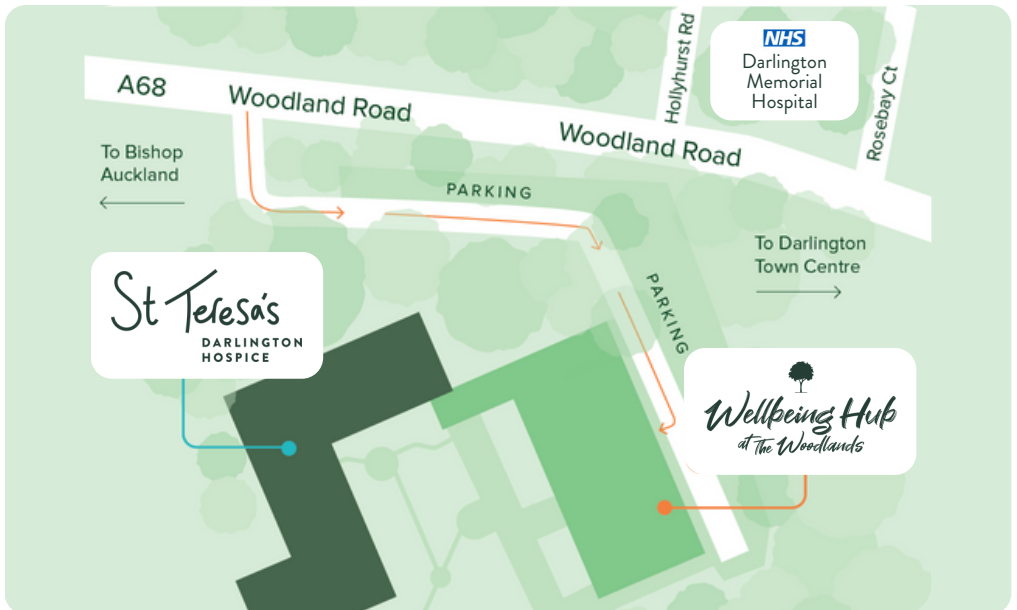 Hollyhurst Rd
NHS
Darlington
Memorial
Hospital
Rosebay Ct
A68
Woodland Road
Woodland Road
To Bishop
Auckland
PARKING
To Darlington
Town Centre
PARKING
St Teresa's
DARLINGTON
HOSPICE
Wellbeing Hub
at The Woodlands